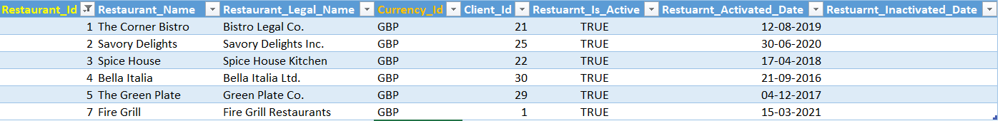 Restaurant_Id Restaurant_Name Restaurant_Legal_Name Currency_Id Client_Id Restuarnt_Is_Active Restuarnt_Activated_Date Restuarnt_Inactivated_Date
1 The Corner Bistro Bistro Legal Co. GBP 21 TRUE 12-08-2019
2 Savory Delights Savory Delights Inc. GBP 25 TRUE 30-06-2020
3 Spice House Spice House Kitchen GBP 22 TRUE 17-04-2018
4 Bella Italia Bella Italia Ltd. GBP 30 TRUE 21-09-2016
5 The Green Plate Green Plate Co. GBP 29 TRUE 04-12-2017
7 Fire Grill Fire Grill Restaurants GBP 1 TRUE 15-03-2021